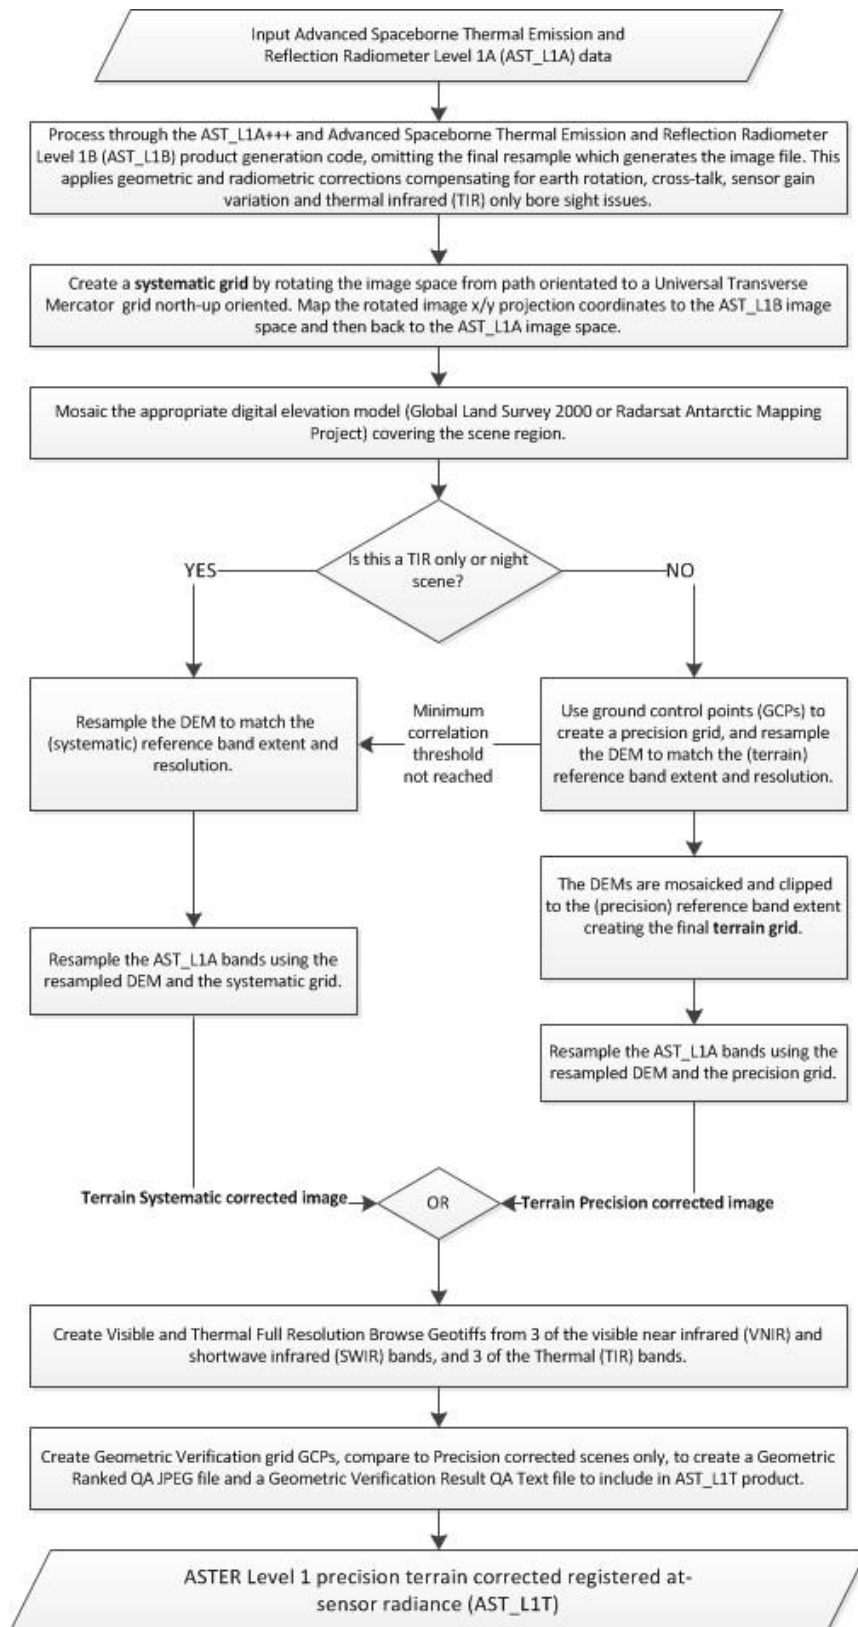 Input Advanced Spaceborne Thermal Emission and
Reflection Radiometer Level 1A (AST_L1A) data
Process through the AST_L1A+++ and Advanced Spaceborne Thermal Emission and Reflection Radiometer
Level 1B (AST_L1B) product generation code, omitting the final resample which generates the image file. This
applies geometric and radiometric corrections compensating for earth rotation, cross-talk, sensor gain
variation and thermal infrared (TIR) only bore sight issues.
Create a systematic grid by rotating the image space from path orientated to a Universal Transverse
Mercator grid north-up oriented. Map the rotated image x/y projection coordinates to the AST_L1B image
space and then back to the AST_L1A image space.
Mosaic the appropriate digital elevation model (Global Land Survey 2000 or Radarsat Antarctic Mapping
Project) covering the scene region.
Is this a TIR only or night
scene?
YES
NO
Resample the DEM to match the
(systematic) reference band extent and
resolution.
Minimum
correlation
threshold
not reached
Use ground control points (GCPs) to
create a precision grid, and resample
the DEM to match the (terrain)
reference band extent and resolution.
The DEMs are mosaicked and clipped
to the (precision) reference band extent
creating the final terrain grid.
Resample the AST_L1A bands using the
resampled DEM and the systematic grid.
Resample the AST_L1A bands using the
resampled DEM and the precision grid.
Terrain Systematic corrected image
OR
Terrain Precision corrected image
Create Visible and Thermal Full Resolution Browse Geotiffs from 3 of the visible near infrared (VNIR) and
shortwave infrared (SWIR) bands, and 3 of the Thermal (TIR) bands.
Create Geometric Verification grid GCPs, compare to Precision corrected scenes only, to create a Geometric
Ranked QA JPEG file and a Geometric Verification Result QA Text file to include in AST_L1T product.
ASTER Level 1 precision terrain corrected registered at-
sensor radiance (AST_L1T)